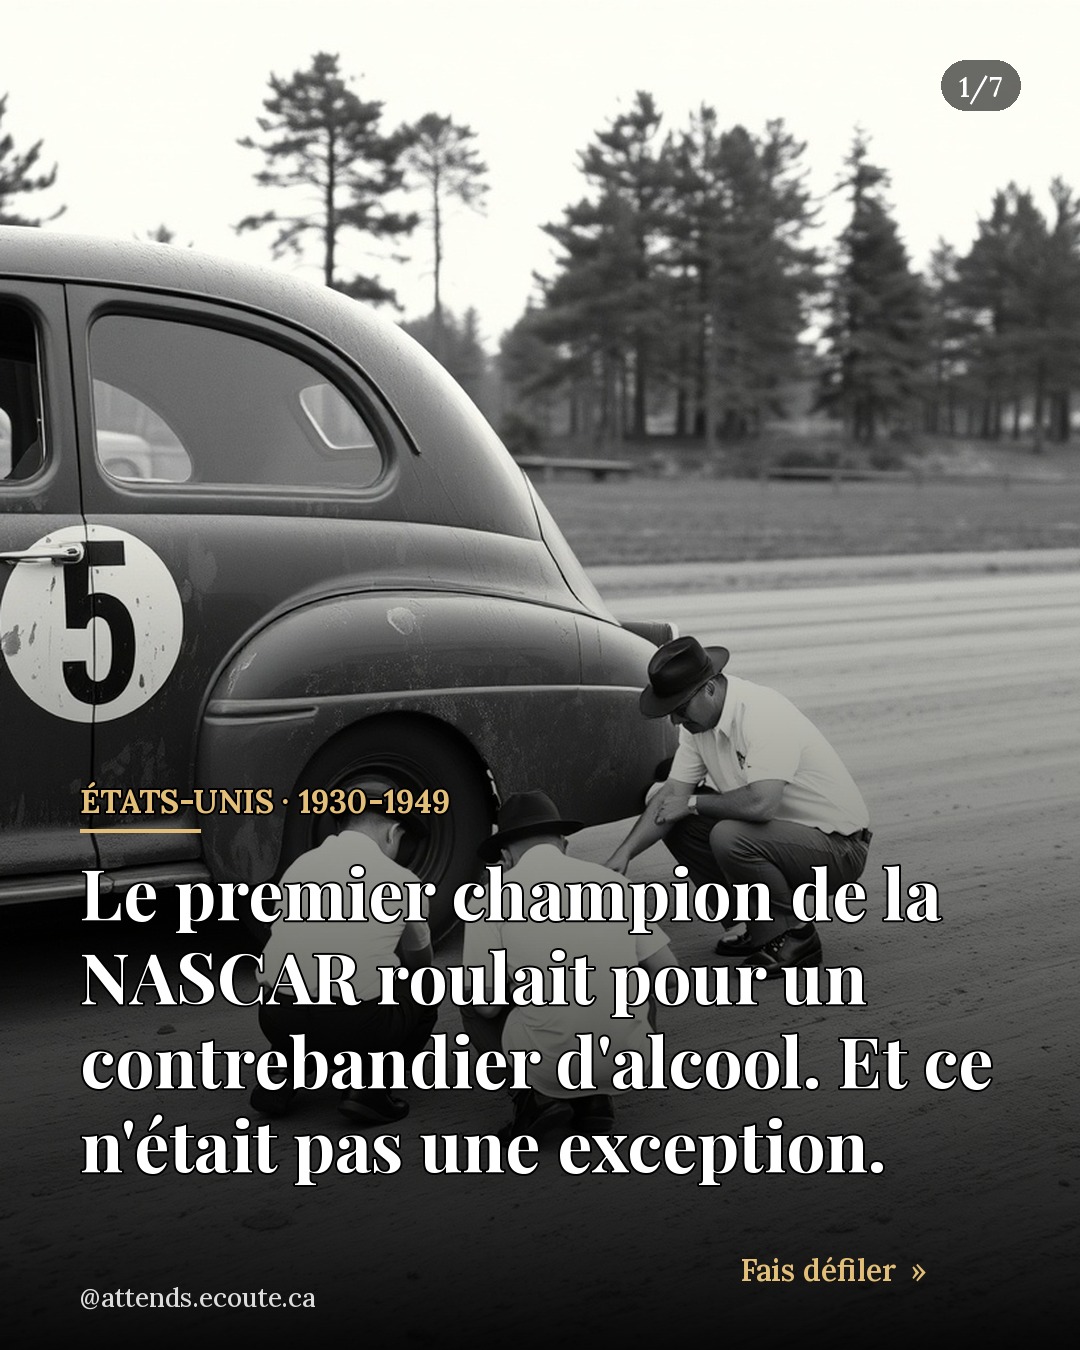 1/7
5
ÉTATS-UNIS · 1930-1949
Le premier champion de la
NASCAR roulait pour un
contrebandier d'alcool. Et ce
n'était pas une exception.
Fais défiler »
@attends.ecoute.ca